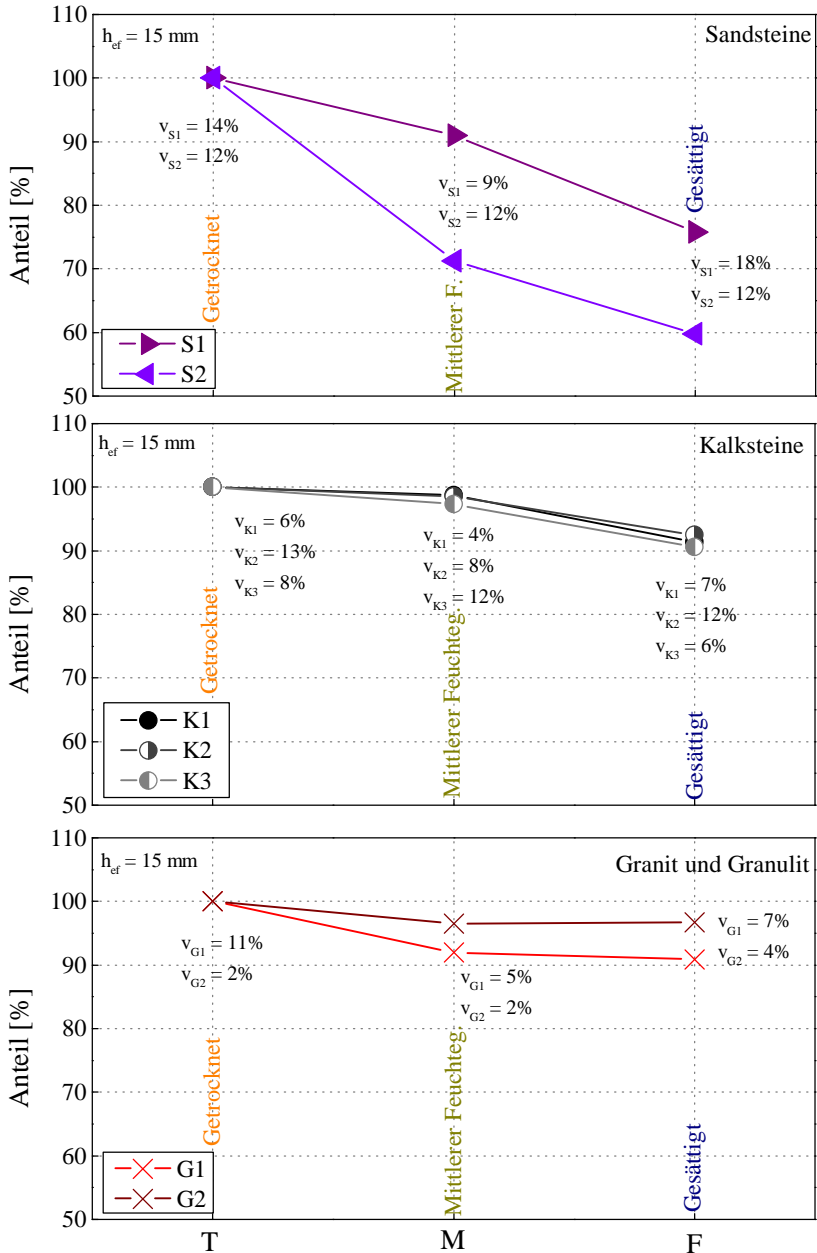 110
h_ef = 15 mm
Sandsteine
100
v_S1 = 14%
v_S2 = 12%
90
v_S1 = 9%
v_S2 = 12%
Gesättigt
80
Anteil [%]
Getrocknet
70
v_S1 = 18%
v_S2 = 12%
Mittlerer F.
60
S1
S2
50
110
h_ef = 15 mm
Kalksteine
100
v_K1 = 6%
v_K2 = 13%
v_K3 = 8%
v_K1 = 4%
v_K2 = 8%
v_K3 = 12%
90
v_K1 = 7%
v_K2 = 12%
v_K3 = 6%
80
Anteil [%]
Getrocknet
70
Mittlerer Feuchteg.
Gesättigt
60
K1
K2
K3
50
110
h_ef = 15 mm
Granit und Granulit
100
v_G1 = 11%
v_G2 = 2%
v_G1 = 7%
v_G2 = 4%
90
v_G1 = 5%
v_G2 = 2%
80
Anteil [%]
Getrocknet
70
Mittlerer Feuchteg.
Gesättigt
60
G1
G2
50
T
M
F